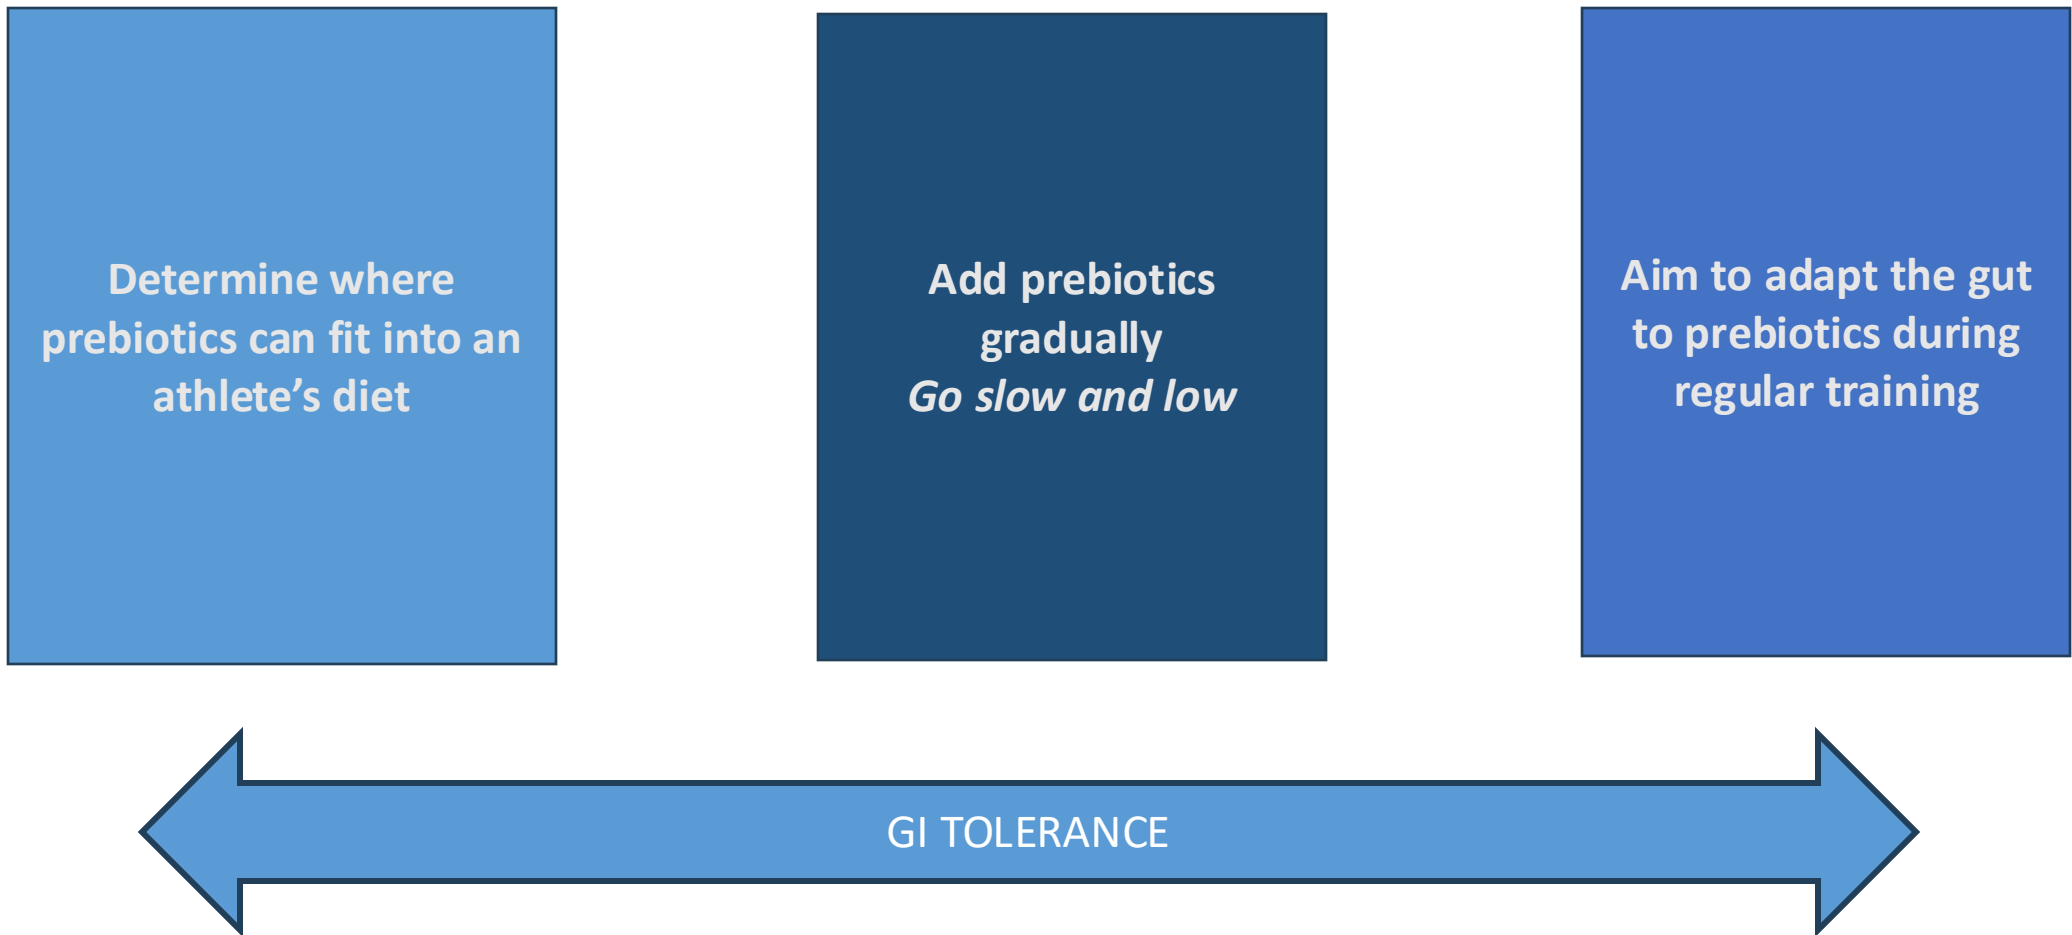 Determine where
prebiotics can fit into an
athlete’s diet
Add prebiotics
gradually
Go slow and low
Aim to adapt the gut
to prebiotics during
regular training
GI TOLERANCE